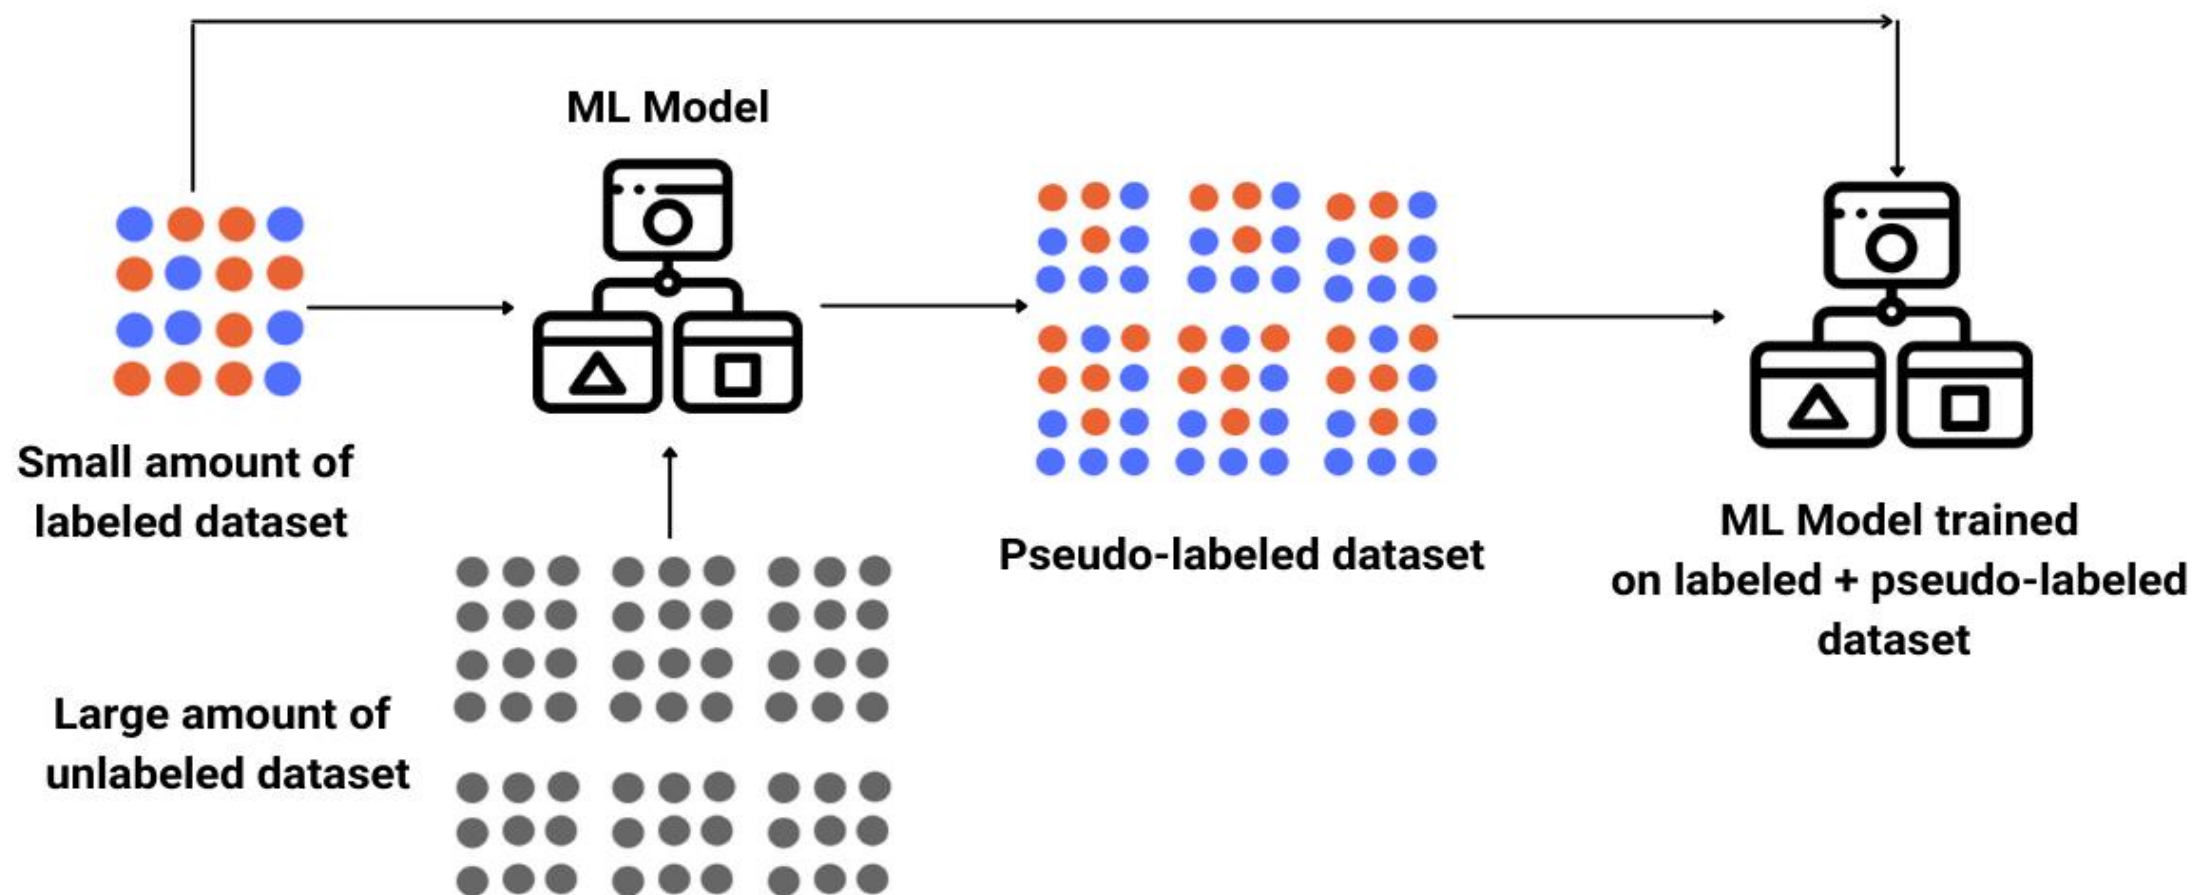 ML Model
Small amount of
labeled dataset
Pseudo-labeled dataset
ML Model trained
on labeled + pseudo-labeled
dataset
Large amount of
unlabeled dataset